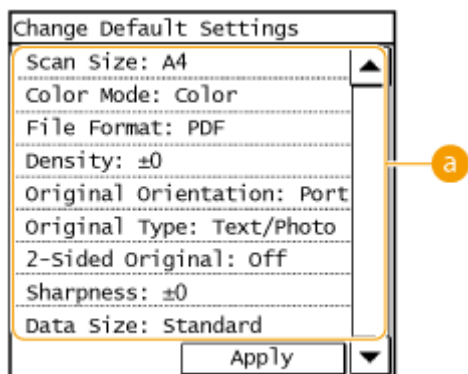 Change Default Settings
Scan Size: A4
Color Mode: Color
File Format: PDF
Density: ±0
Original Orientation: Port
Original Type: Text/Photo
2-Sided Original: Off
Sharpness: ±0
Data Size: Standard
Apply
a